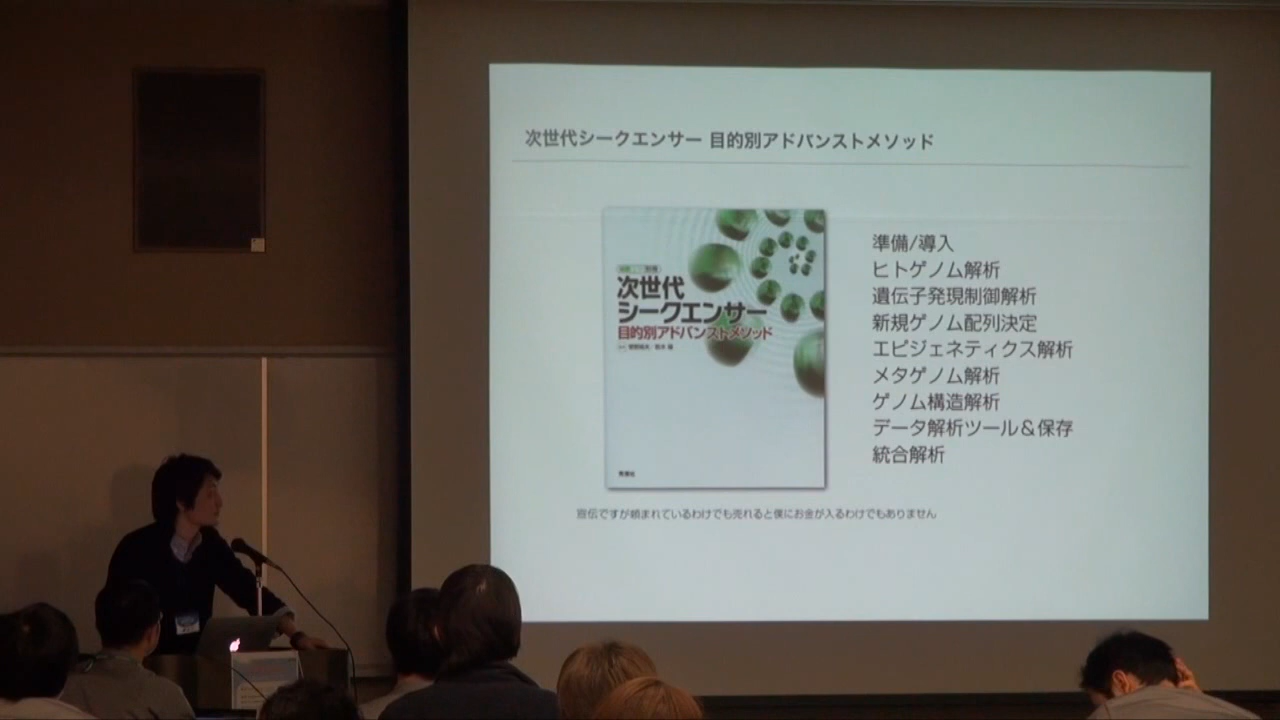 次世代シークエンサー 目的別アドバンストメソッド
別冊
次世代
シークエンサー
目的別アドバンストメソッド
秀潤社
準備/導入
ヒトゲノム解析
遺伝子発現制御解析
新規ゲノム配列決定
エピジェネティクス解析
メタゲノム解析
ゲノム構造解析
データ解析ツール＆保存
統合解析
宣伝ですが頼まれているわけでも売れると僕にお金が入るわけでもありません